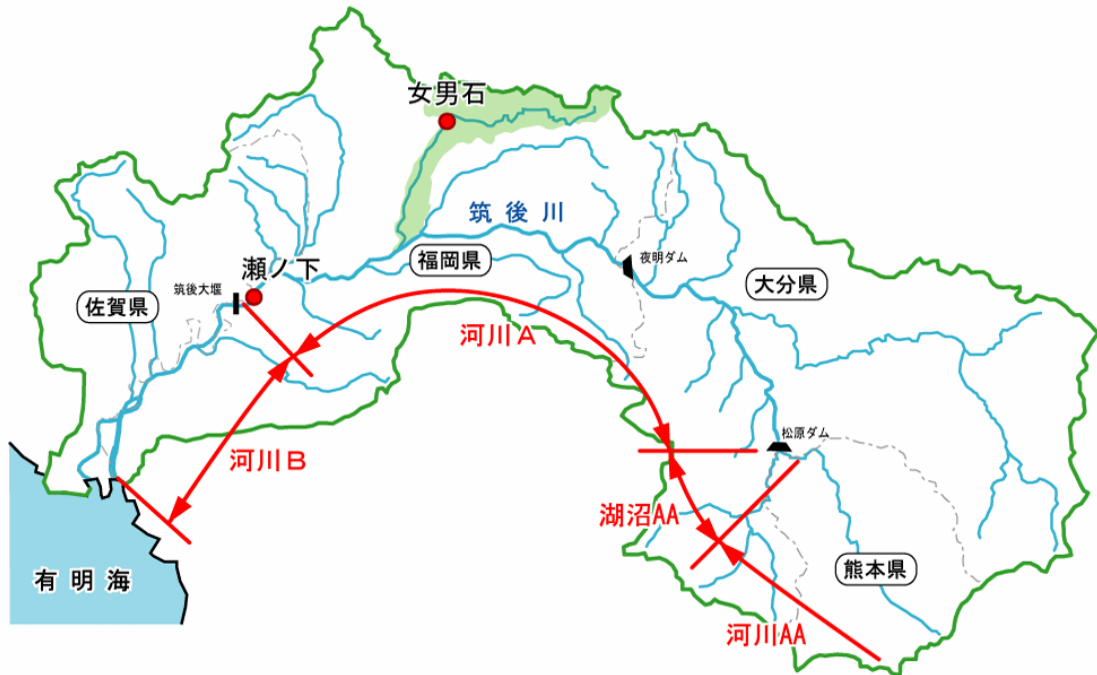 女男石
筑後川
瀬ノ下
福岡県
夜明ダム
大分県
筑後大堰
佐賀県
河川A
松原ダム
河川B
湖沼AA
有明海
熊本県
河川AA